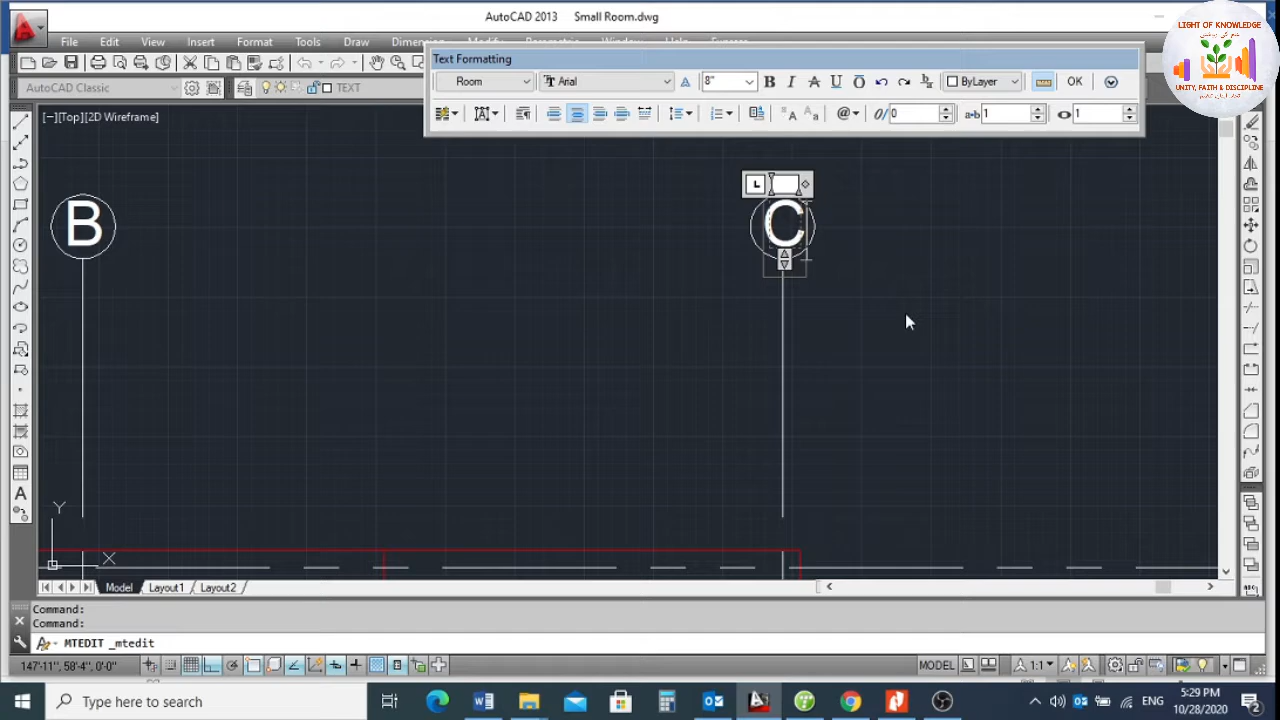 AutoCAD 2013 Small Room.dwg
LIGHT OF KNOWLEDGE
UNITY, FAITH & DISCIPLINE
File Edit View Insert Format Tools Draw
Text Formatting
Room Arial 8" B I A U O ByLayer OK
AutoCAD Classic TEXT
@ 0/ 0 a•b 1 1
[−][Top][2D Wireframe]
L
B
C
Y
X
Model Layout1 Layout2
Command:
Command:
MTEDIT _mtedit
147'-11", 58'-4", 0'-0" MODEL 1:1
Type here to search
ENG
5:29 PM
10/28/2020
2